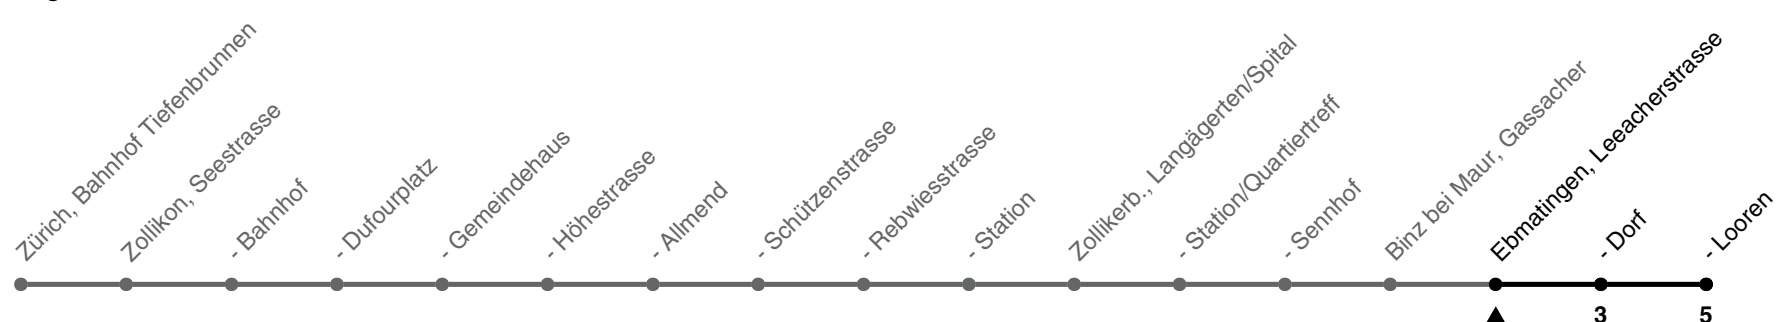 Zürich, Bahnhof Tiefenbrunnen
Zollikon, Seestrasse
- Bahnhof
- Dufourplatz
- Gemeindehaus
- Höhestrasse
- Allmend
- Schützenstrasse
- Rebwiesstrasse
- Station
Zollikerb., Langägerten/Spital
- Station/Quartiertreff
- Sennhof
Binz bei Maur, Gassacher
Ebmatingen, Leeacherstrasse
- Dorf
- Looren
3
5